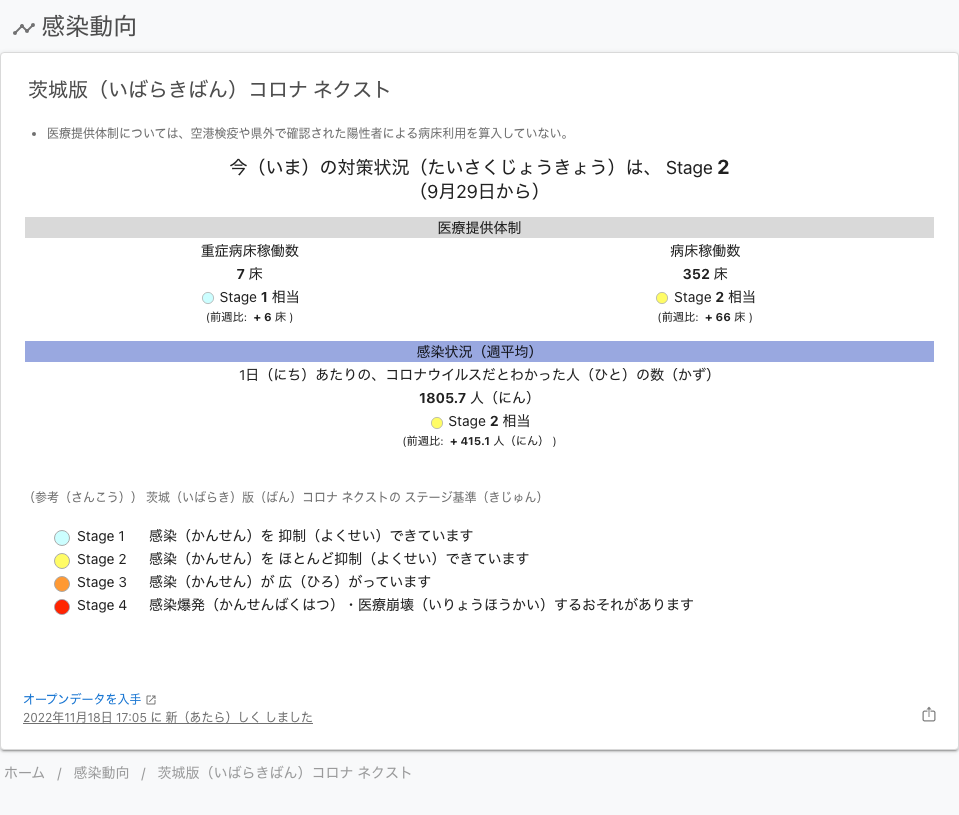 感染動向
茨城版（いばらきばん）コロナ ネクスト
• 医療提供体制については、空港検疫や県外で確認された陽性者による病床利用を算入していない。
今（いま）の対策状況（たいさくじょうきょう）は、 Stage 2
（9月29日から）
医療提供体制
重症病床稼働数
7 床
Stage 1 相当
(前週比: + 6 床 )
病床稼働数
352 床
Stage 2 相当
(前週比: + 66 床 )
感染状況（週平均）
1日（にち）あたりの、コロナウイルスだとわかった人（ひと）の数（かず）
1805.7 人（にん）
Stage 2 相当
(前週比: + 415.1 人（にん） )
（参考（さんこう）） 茨城（いばらき）版（ばん）コロナ ネクストの ステージ基準（きじゅん）
Stage 1 感染（かんせん）を 抑制（よくせい）できています
Stage 2 感染（かんせん）を ほとんど抑制（よくせい）できています
Stage 3 感染（かんせん）が 広（ひろ）がっています
Stage 4 感染爆発（かんせんばくはつ）・医療崩壊（いりょうほうかい）するおそれがあります
オープンデータを入手
2022年11月18日 17:05 に 新（あたら）しく しました
ホーム / 感染動向 / 茨城版（いばらきばん）コロナ ネクスト